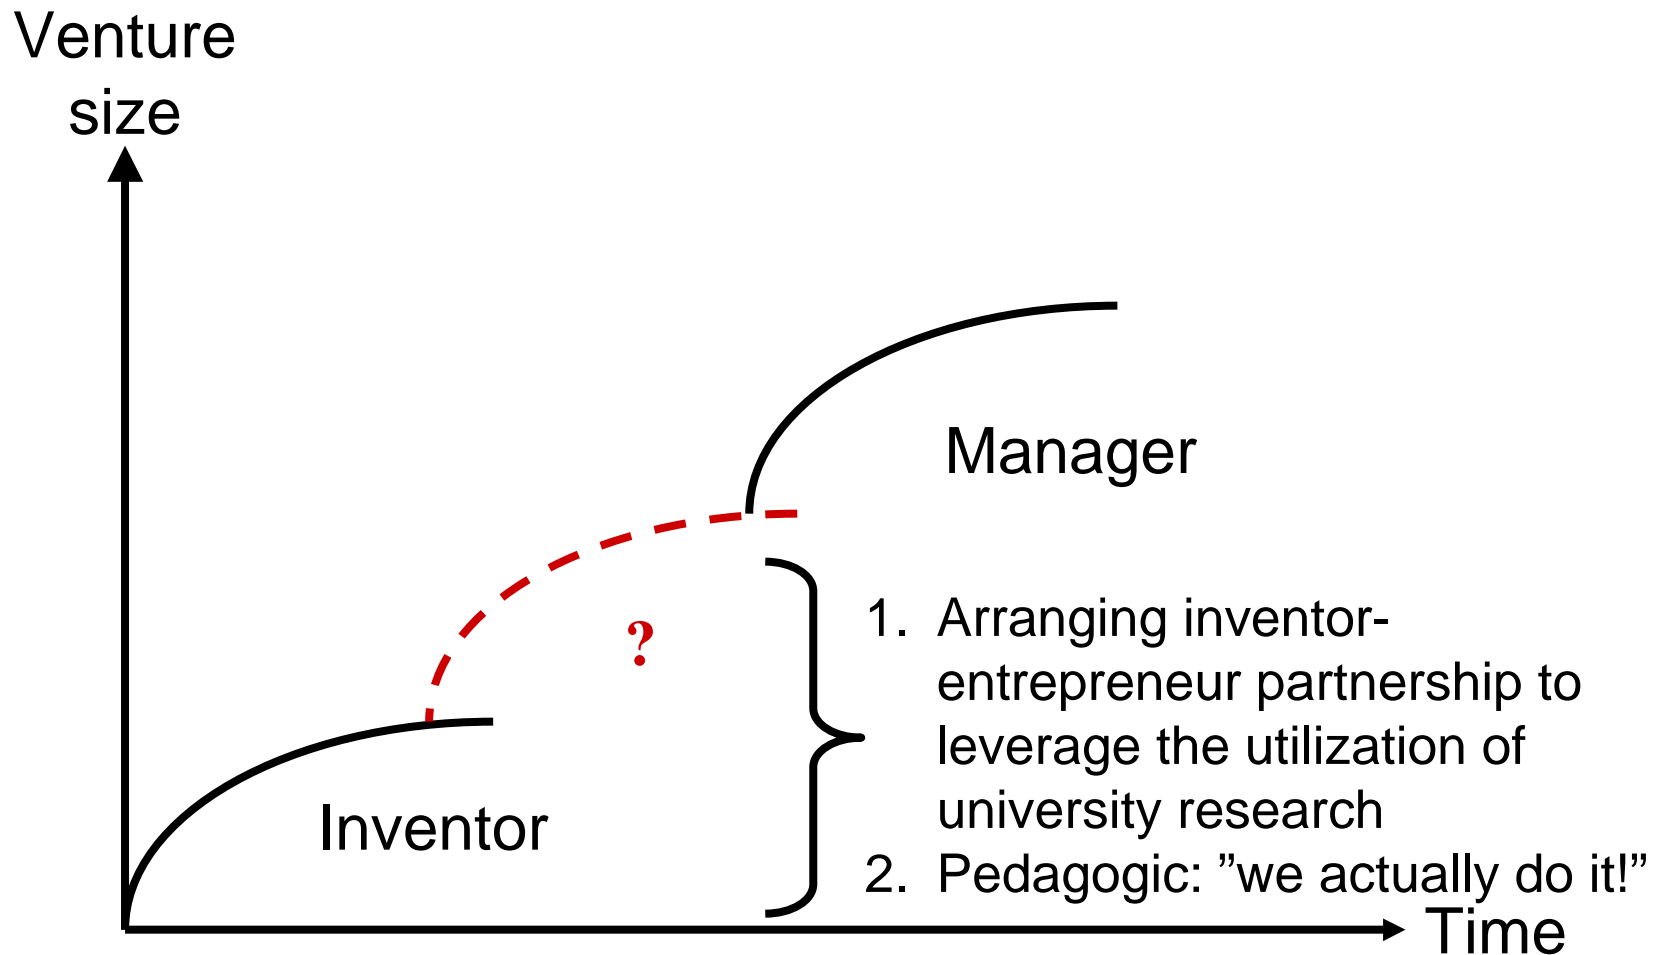 Venture
size
Manager
?
1. Arranging inventor-
entrepreneur partnership to
leverage the utilization of
university research
Inventor
2. Pedagogic: ”we actually do it!”
Time